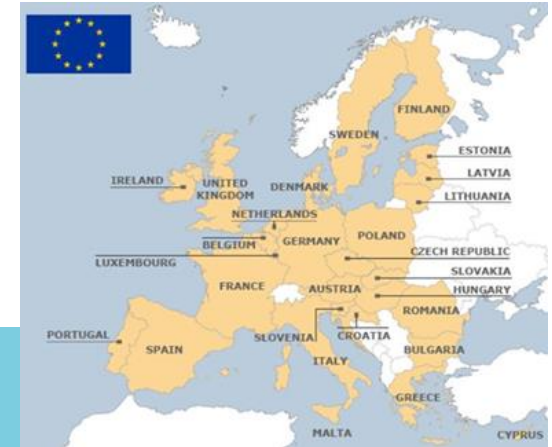 FINLAND
SWEDEN
ESTONIA
LATVIA
LITHUANIA
IRELAND
UNITED
KINGDOM
DENMARK
NETHERLANDS
BELGIUM
GERMANY
POLAND
LUXEMBOURG
CZECH REPUBLIC
SLOVAKIA
HUNGARY
FRANCE
AUSTRIA
ROMANIA
PORTUGAL
SPAIN
SLOVENIA
CROATIA
ITALY
BULGARIA
GREECE
MALTA
CYPRUS